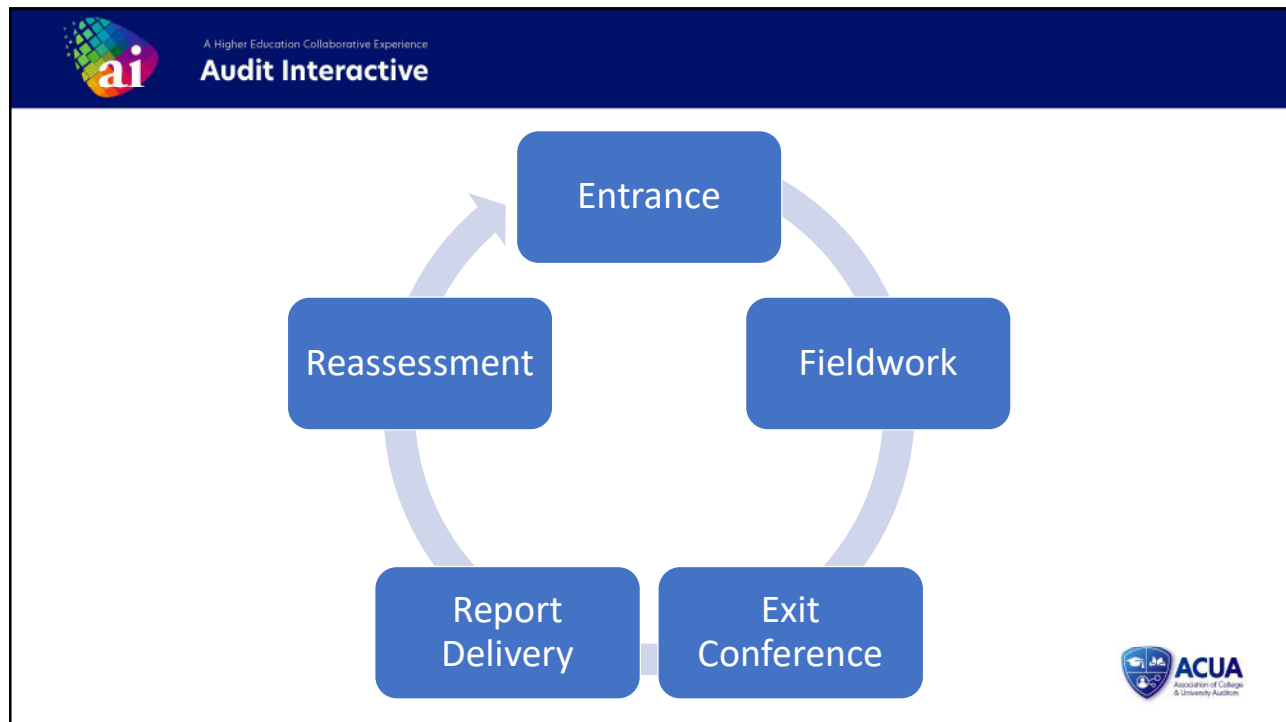 A Higher Education Collaborative Experience
ai
Audit Interactive
Entrance
Reassessment
Fieldwork
Report
Delivery
Exit
Conference
ACUA
Association of College
& University Auditors